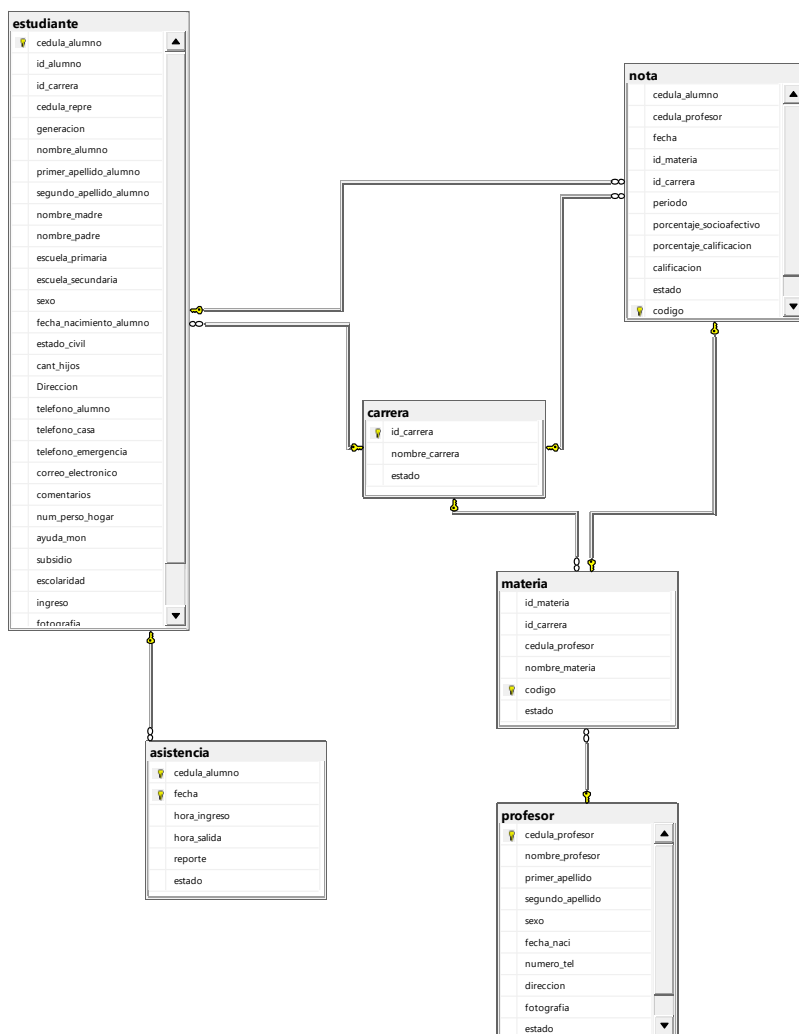 estudiante
cedula_alumno
id_alumno
id_carrera
cedula_repre
generacion
nombre_alumno
primer_apellido_alumno
segundo_apellido_alumno
nombre_madre
nombre_padre
escuela_primaria
escuela_secundaria
sexo
fecha_nacimiento_alumno
estado_civil
cant_hijos
Direccion
telefono_alumno
telefono_casa
telefono_emergencia
correo_electronico
comentarios
num_perso_hogar
ayuda_mon
subsidio
escolaridad
ingreso
fotografia
nota
cedula_alumno
cedula_profesor
fecha
id_materia
id_carrera
periodo
porcentaje_socioafectivo
porcentaje_calificacion
calificacion
estado
codigo
carrera
id_carrera
nombre_carrera
estado
materia
id_materia
id_carrera
cedula_profesor
nombre_materia
codigo
estado
asistencia
cedula_alumno
fecha
hora_ingreso
hora_salida
reporte
estado
profesor
cedula_profesor
nombre_profesor
primer_apellido
segundo_apellido
sexo
fecha_naci
numero_tel
direccion
fotografia
estado